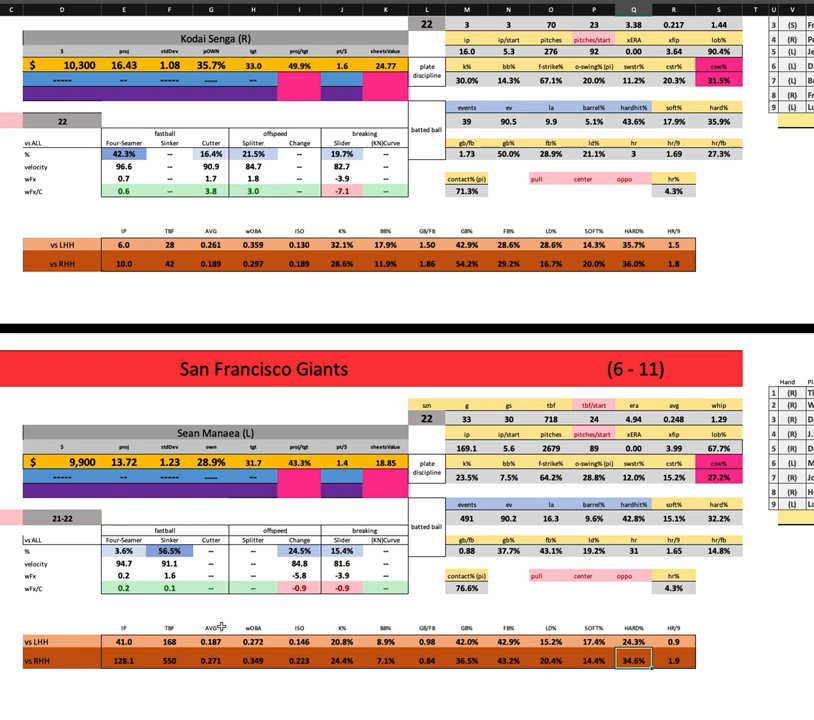 C D E F G H I J K L M N O P Q R S T U V W
22 3 3 70 23 3.38 0.217 1.44 3 (S) Fr
Kodai Senga (R) ip ip/start pitches pitches/start xERA xfip lob% 4 (R)
16.0 5.3 276 92 0.00 3.64 90.4% 5 (L) Je
$ proj stdDev pOWN tgt proj/tgt pt/$ sheetsValue
$ 10,300 16.43 1.08 35.7% 33.0 49.9% 1.6 24.77 plate discipline k% bb% f-strike% o-swing% (pi) swstr% cstr% csw% 6 (L)
----- -- -- ---- -- 30.0% 14.3% 67.1% 20.0% 11.2% 20.3% 31.5% 7 (L)
8 (R) Fr
events ev la barrel% hardhit% soft% hard% 9 (L) Lu
22 batted ball 39 90.5 9.9 5.1% 43.6% 17.9% 35.9%
fastball offspeed breaking
vs ALL Four-Seamer Sinker Cutter Splitter Change Slider (KN)Curve gb/fb gb% fb% ld% hr hr/9 hr/fb
% 42.3% -- 16.4% 21.5% -- 19.7% -- 1.73 50.0% 28.9% 21.1% 3 1.69 27.3%
velocity 96.6 -- 90.9 84.7 -- 82.7 --
wFx 0.7 -- 1.7 1.8 -- -3.9 -- contact% (pi) pull center oppo hr%
wFx/C 0.6 -- 3.8 3.0 -- -7.1 -- 71.3% 4.3%
IP TBF AVG wOBA ISO K% BB% GB/FB GB% FB% LD% SOFT% HARD% HR/9
vs LHH 6.0 28 0.261 0.359 0.130 32.1% 17.9% 1.50 42.9% 28.6% 28.6% 14.3% 35.7% 1.5
vs RHH 10.0 42 0.189 0.297 0.189 28.6% 11.9% 1.86 54.2% 29.2% 16.7% 20.0% 36.0% 1.8
San Francisco Giants (6 - 11)
Hand
1 (R)
szn g gs tbf tbf/start era avg whip 2 (R)
22 33 30 718 24 4.94 0.248 1.29 3 (R)
Sean Manaea (L) ip ip/start pitches pitches/start xERA xfip lob% 4 (R) J.
$ proj stdDev own tgt proj/tgt pt/$ sheetsValue 169.1 5.6 2679 89 0.00 3.99 67.7% 5 (R)
$ 9,900 13.72 1.23 28.9% 31.7 43.3% 1.4 18.85 plate discipline k% bb% f-strike% o-swing% (pi) swstr% cstr% csw% 6 (L)
----- -- -- ---- -- 23.5% 7.5% 64.2% 28.8% 12.0% 15.2% 27.2% 7 (R)
8 (R)
events ev la barrel% hardhit% soft% hard% 9 (L)
21-22 batted ball 491 90.2 16.3 9.6% 42.8% 15.1% 32.2%
fastball offspeed breaking
vs ALL Four-Seamer Sinker Cutter Splitter Change Slider (KN)Curve gb/fb gb% fb% ld% hr hr/9 hr/fb
% 3.6% 56.5% -- -- 24.5% 15.4% -- 0.88 37.7% 43.1% 19.2% 31 1.65 14.8%
velocity 94.7 91.1 -- -- 84.8 81.6 --
wFx 0.2 1.6 -- -- -5.8 -3.9 -- contact% (pi) pull center oppo hr%
wFx/C 0.2 0.1 -- -- -0.9 -0.9 -- 76.6% 4.3%
IP TBF AVG wOBA ISO K% BB% GB/FB GB% FB% LD% SOFT% HARD% HR/9
vs LHH 41.0 168 0.187 0.272 0.146 20.8% 8.9% 0.98 42.0% 42.9% 15.2% 17.4% 24.3% 0.9
vs RHH 128.1 550 0.271 0.349 0.223 24.4% 7.1% 0.84 36.5% 43.2% 20.4% 14.4% 34.6% 1.9